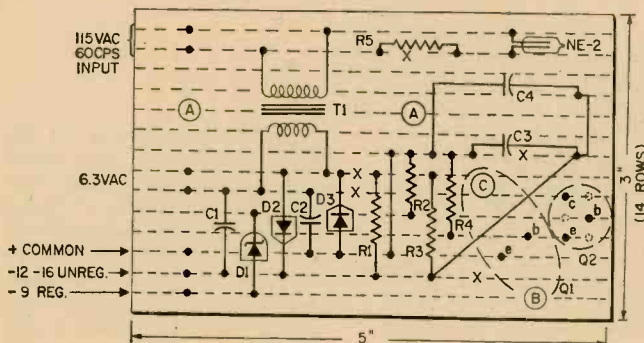 115VAC
60CPS
INPUT
R5
X
NE-2
A
T1
A
C4
C3
X
6.3VAC
X
X
C
C1
D2
C2
D3
R2
R4
c
b
e
Q2
b
e
+ COMMON
-12 -16 UNREG.
- 9 REG.
D1
R1
R3
X
B
Q1
3"
(14 ROWS)
5"